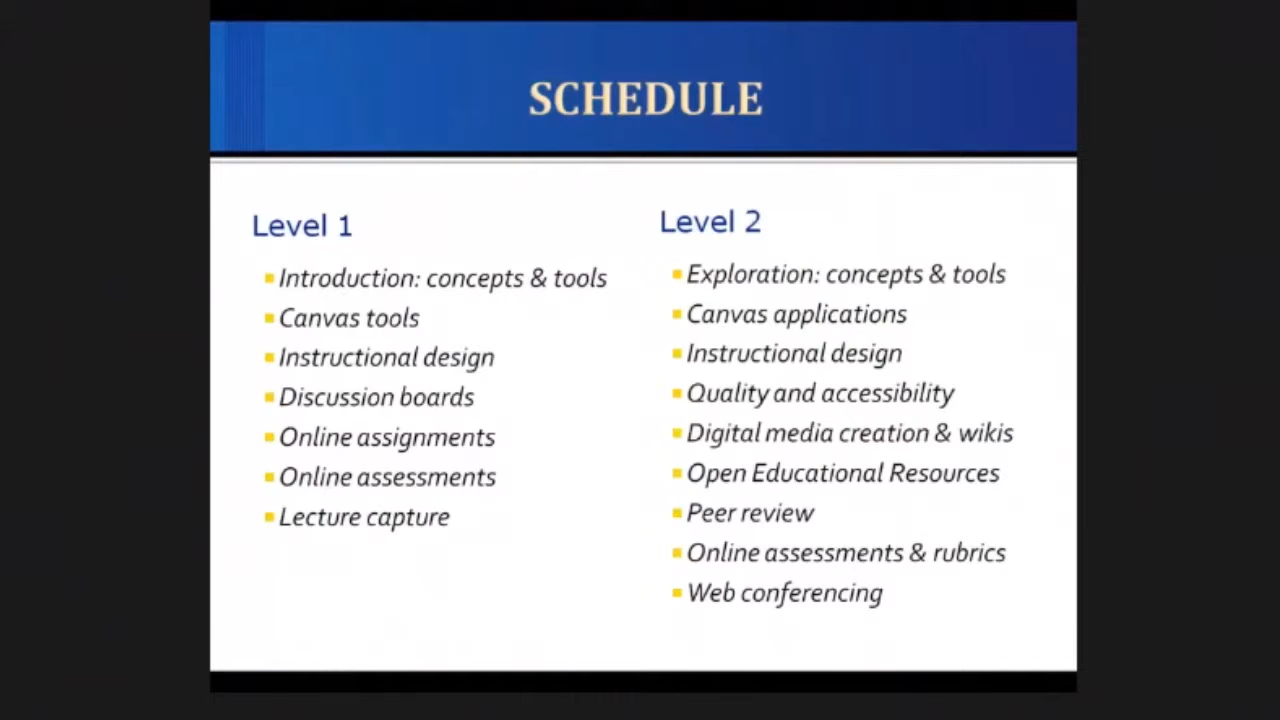 SCHEDULE
Level 1
Introduction: concepts & tools
Canvas tools
Instructional design
Discussion boards
Online assignments
Online assessments
Lecture capture
Level 2
Exploration: concepts & tools
Canvas applications
Instructional design
Quality and accessibility
Digital media creation & wikis
Open Educational Resources
Peer review
Online assessments & rubrics
Web conferencing